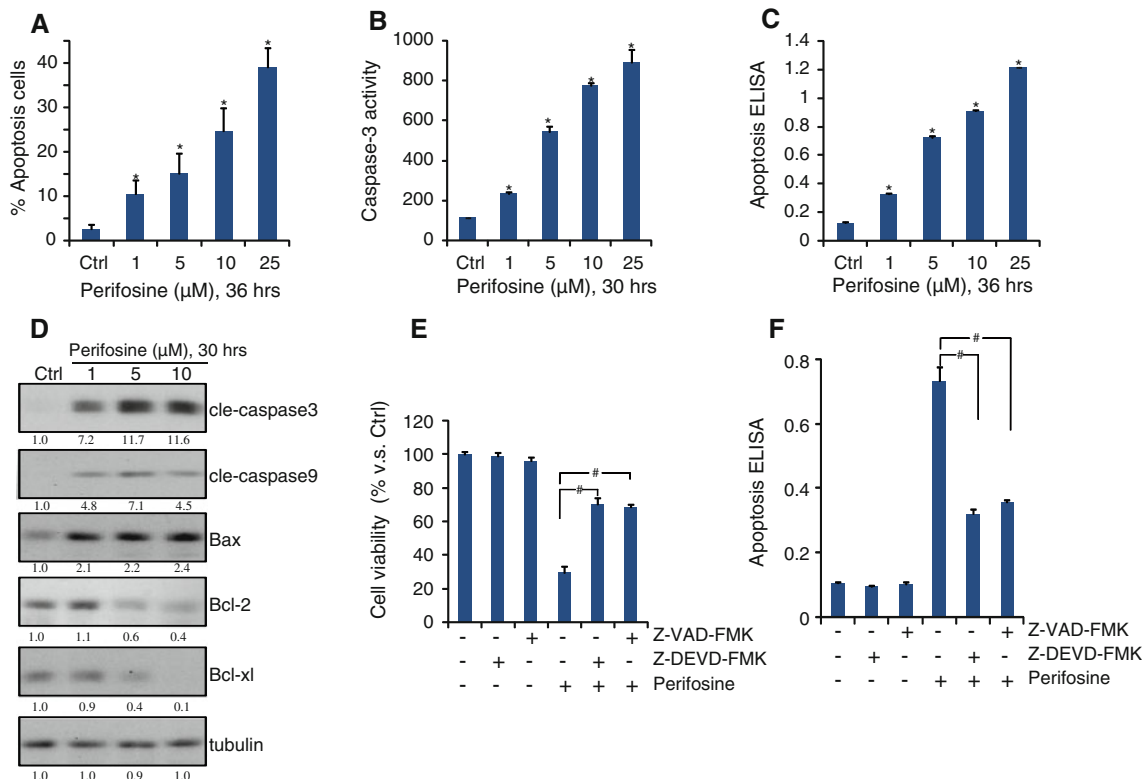 A
% Apoptosis cells
50
40
30
20
10
0
*
*
*
*
Ctrl 1 5 10 25
Perifosine (µM), 36 hrs
B
Caspase-3 activity
1000
800
600
400
200
0
*
*
*
*
Ctrl 1 5 10 25
Perifosine (µM), 30 hrs
C
Apoptosis ELISA
1.4
1.2
1
0.8
0.6
0.4
0.2
0
*
*
*
*
Ctrl 1 5 10 25
Perifosine (µM), 36 hrs
D
Perifosine (µM), 30 hrs
Ctrl 1 5 10
cle-caspase3
1.0 7.2 11.7 11.6
cle-caspase9
1.0 4.8 7.1 4.5
Bax
1.0 2.1 2.2 2.4
Bcl-2
1.0 1.1 0.6 0.4
Bcl-xl
1.0 0.9 0.4 0.1
tubulin
1.0 1.0 0.9 1.0
E
Cell viability (% v.s. Ctrl)
120
100
80
60
40
20
0
#
#
- - + - - + Z-VAD-FMK
- + - - + - Z-DEVD-FMK
- - - + + + Perifosine
F
Apoptosis ELISA
0.8
0.6
0.4
0.2
0
#
#
- - + - - + Z-VAD-FMK
- + - - + - Z-DEVD-FMK
- - - + + + Perifosine